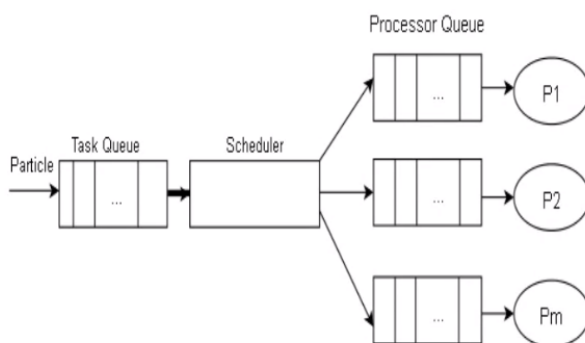 Processor Queue
... P1
Task Queue Scheduler
Particle
... ... P2
... Pm